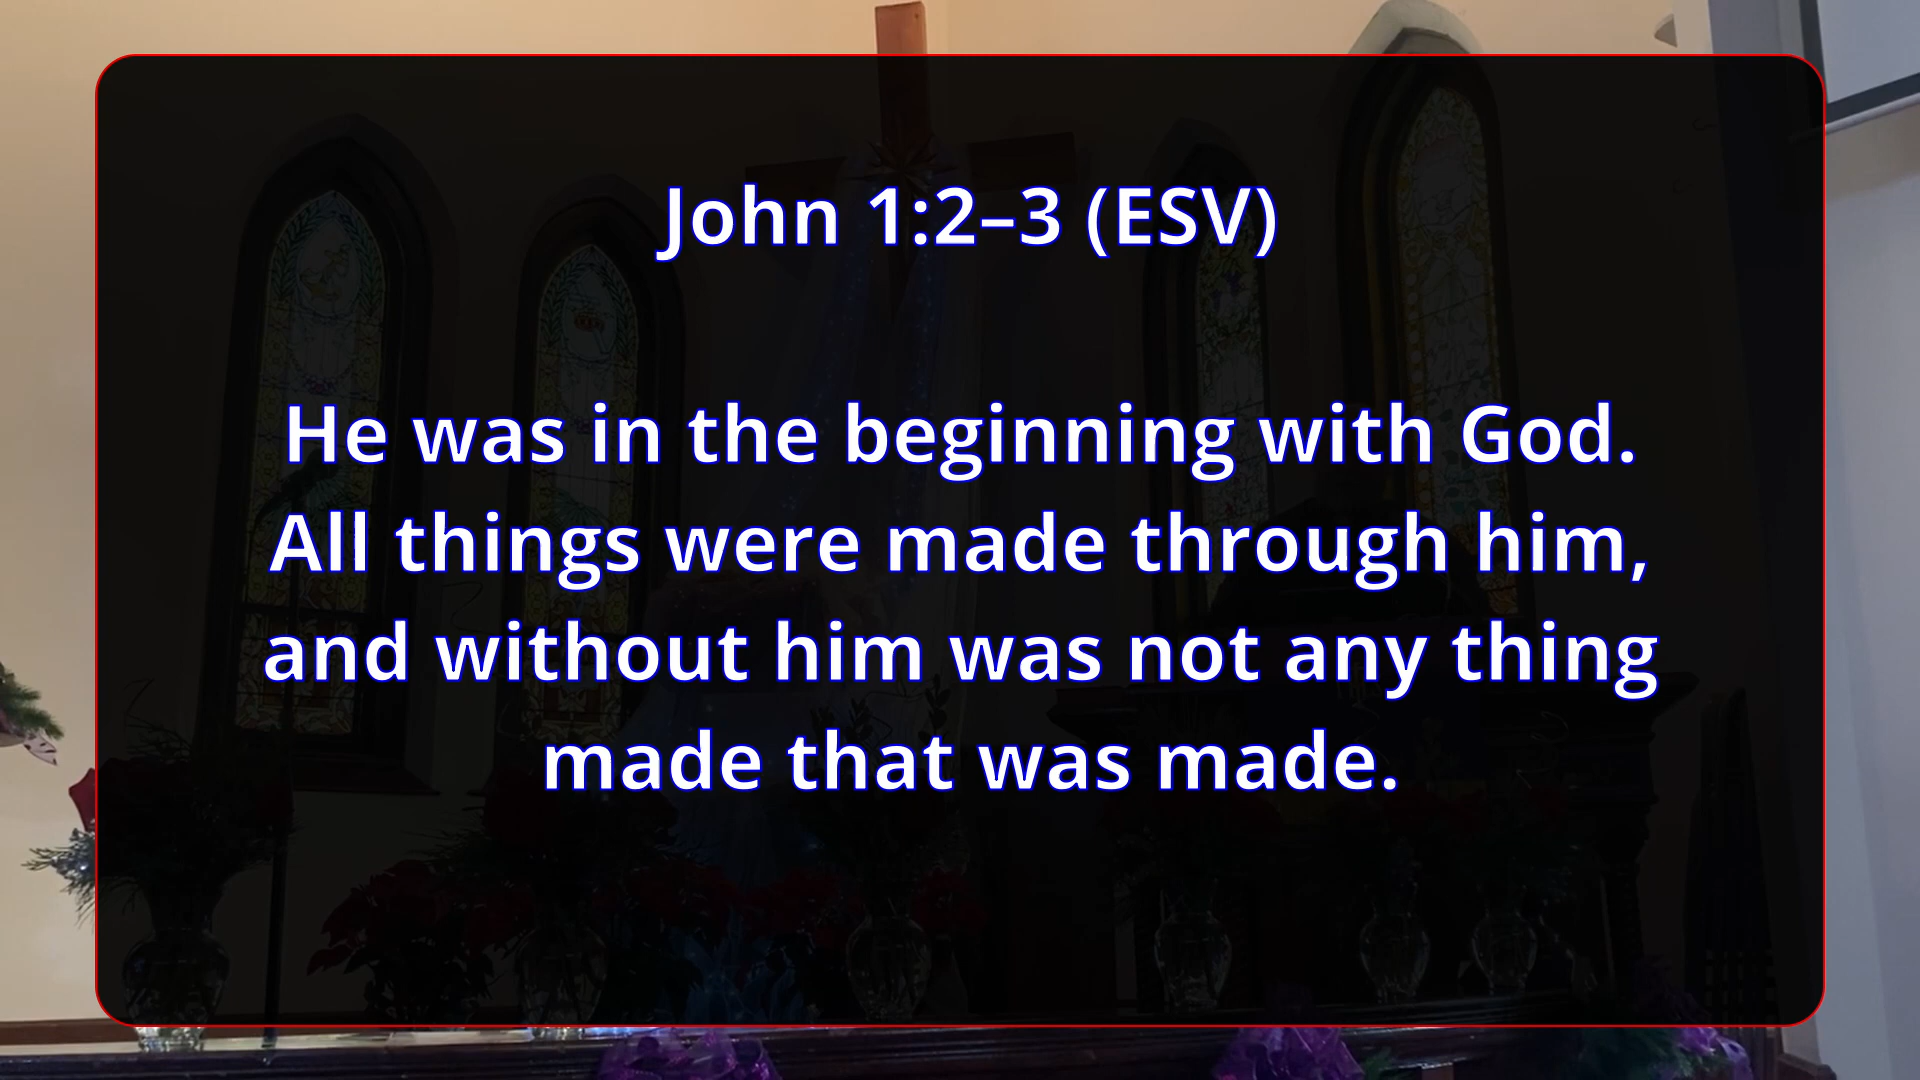 John 1:2–3 (ESV)
He was in the beginning with God.
All things were made through him,
and without him was not any thing
made that was made.